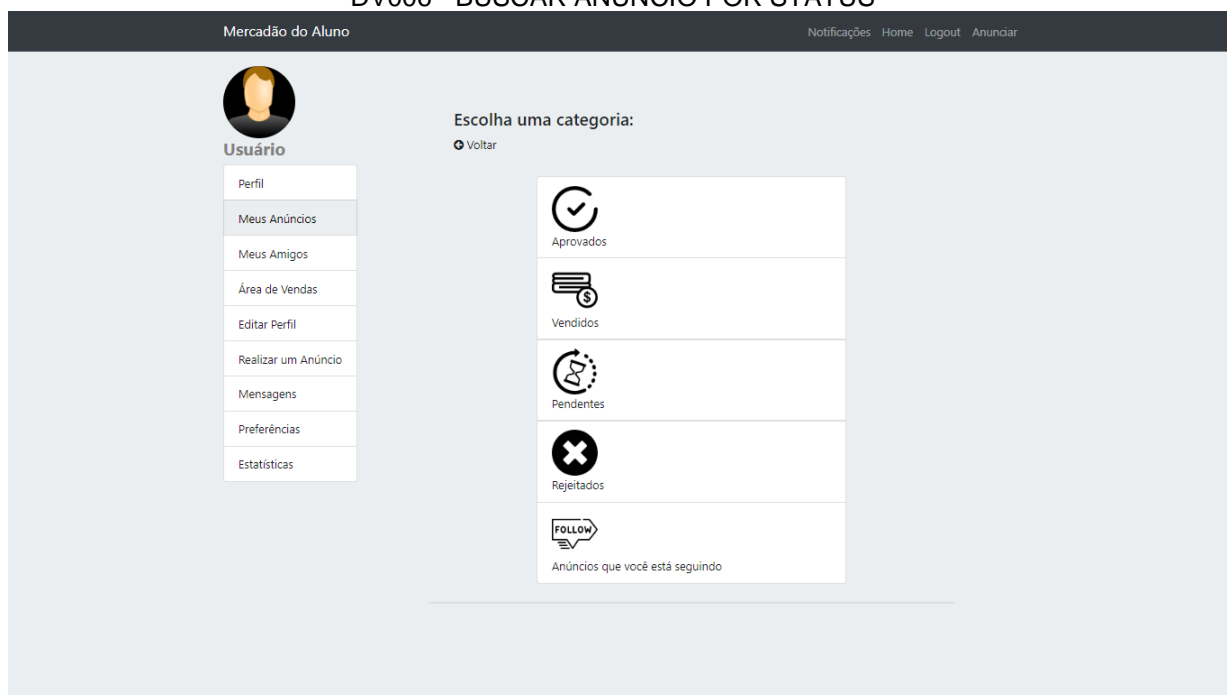 DV006 - BUSCAR ANÚNCIO POR STATUS
Mercadão do Aluno
Notificações Home Logout Anunciar
Usuário
Perfil
Meus Anúncios
Meus Amigos
Área de Vendas
Editar Perfil
Realizar um Anúncio
Mensagens
Preferências
Estatísticas
Escolha uma categoria:
Voltar
Aprovados
$
Vendidos
Pendentes
Rejeitados
FOLLOW
Anúncios que você está seguindo